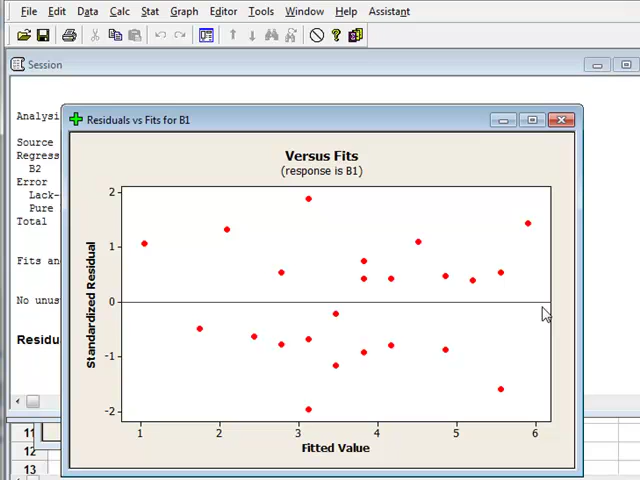 File Edit Data Calc Stat Graph Editor Tools Window Help Assistant
Session
Analysi
Source
Regress
B2
Error
Lack-
Pure
Total
Fits an
No unus
Residu
Residuals vs Fits for B1
Versus Fits
(response is B1)
Standardized Residual
2
1
0
-1
-2
1 2 3 4 5 6
Fitted Value
11
12
13